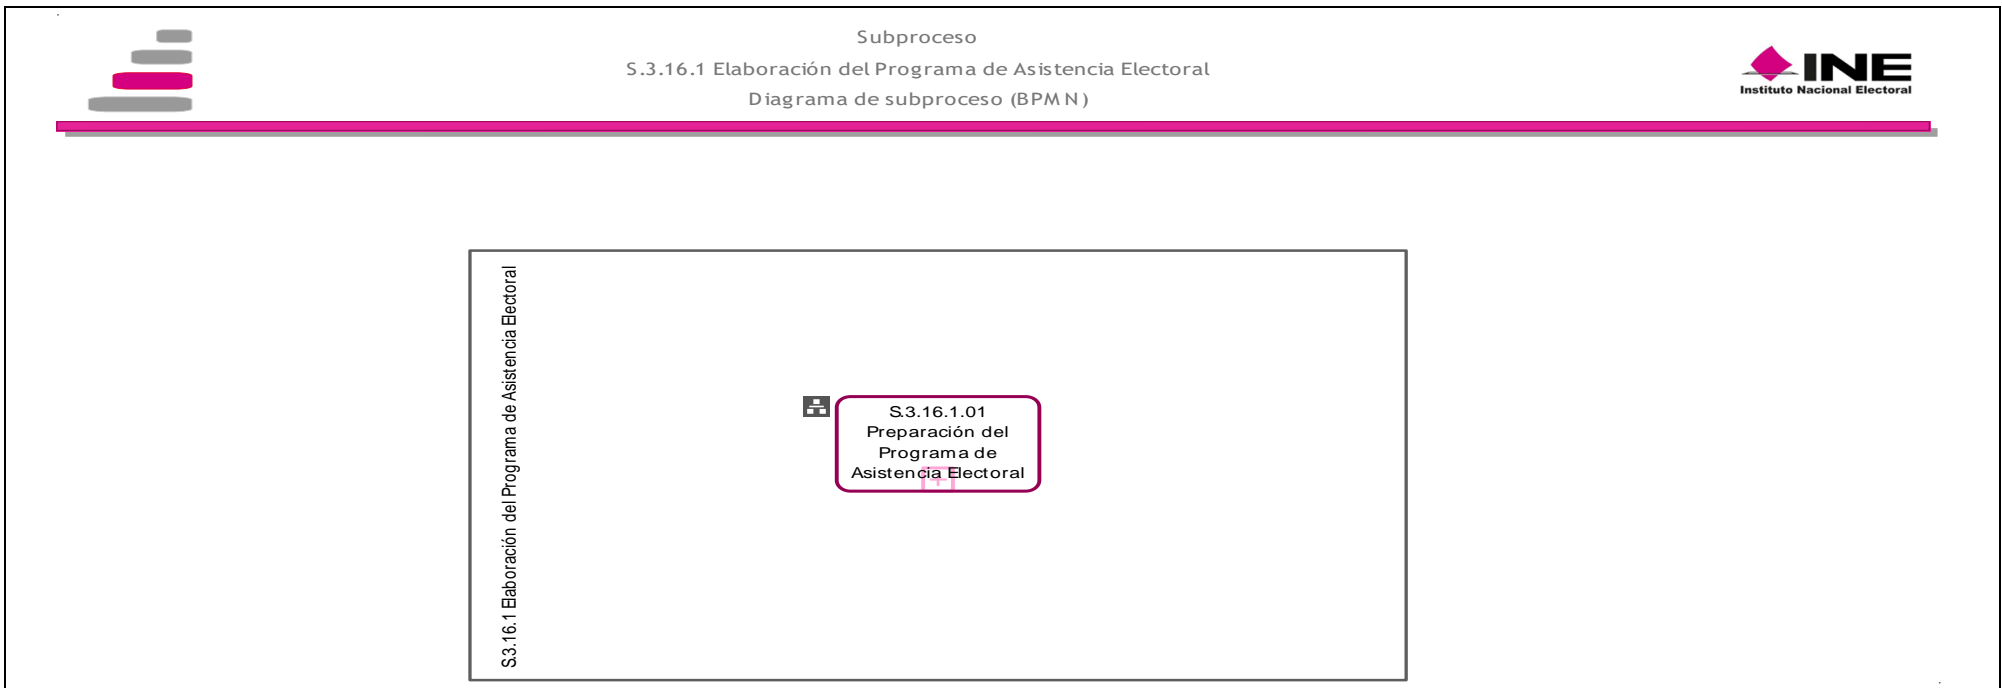 Subproceso
S.3.16.1 Elaboración del Programa de Asistencia Electoral
Diagrama de subproceso (BPMN)
INE
Instituto Nacional Electoral
S.3.16.1 Elaboración del Programa de Asistencia Electoral
S.3.16.1.01
Preparación del
Programa de
Asistencia Electoral